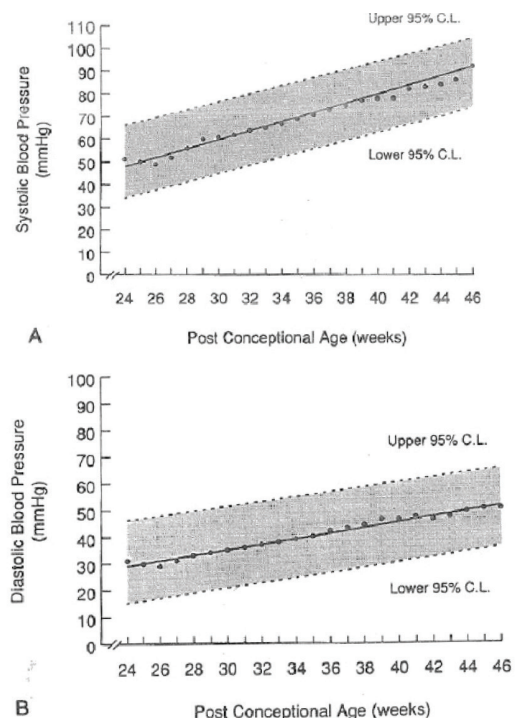 Upper 95% C.L.
110
100
90
80
70
60
50
40
30
20
10
0
Systolic Blood Pressure
(mmHg)
Lower 95% C.L.
24 26 28 30 32 34 36 38 40 42 44 46
A
Post Conceptional Age (weeks)
100
90
80
70
60
50
40
30
20
10
0
Diastolic Blood Pressure
(mmHg)
Upper 95% C.L.
Lower 95% C.L.
24 26 28 30 32 34 36 38 40 42 44 46
B
Post Conceptional Age (weeks)